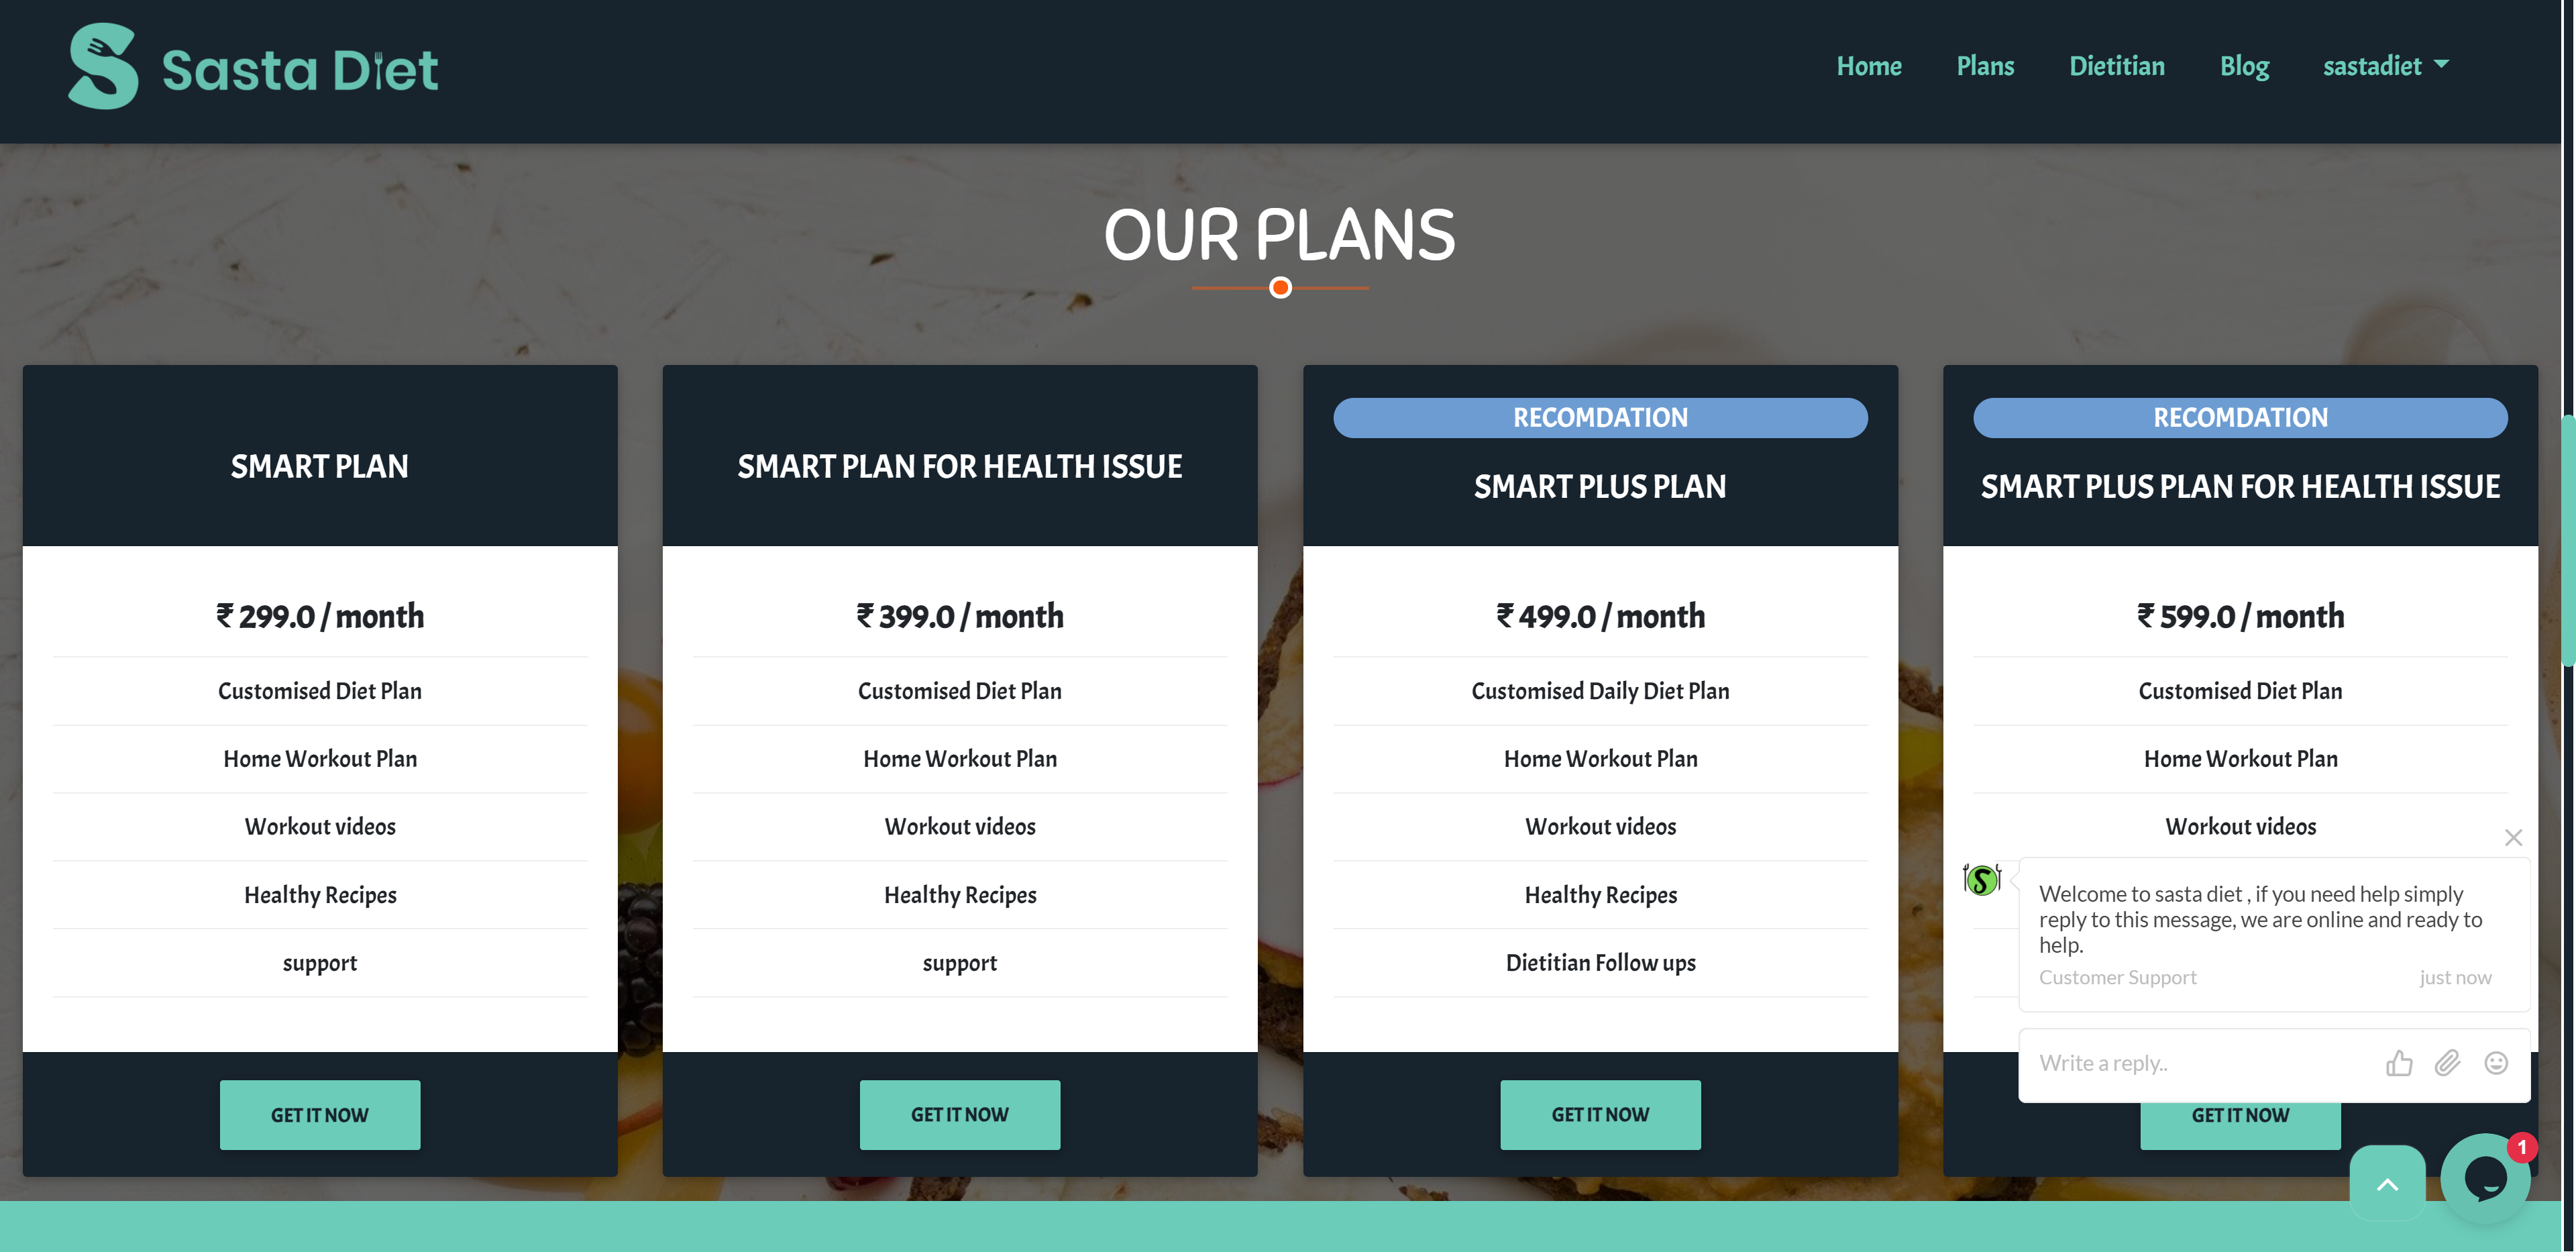 Sasta Diet
Home Plans Dietitian Blog sastadiet
OUR PLANS
SMART PLAN
₹ 299.0 / month
Customised Diet Plan
Home Workout Plan
Workout videos
Healthy Recipes
support
GET IT NOW
SMART PLAN FOR HEALTH ISSUE
₹ 399.0 / month
Customised Diet Plan
Home Workout Plan
Workout videos
Healthy Recipes
support
GET IT NOW
RECOMDATION
SMART PLUS PLAN
₹ 499.0 / month
Customised Daily Diet Plan
Home Workout Plan
Workout videos
Healthy Recipes
Dietitian Follow ups
GET IT NOW
RECOMDATION
SMART PLUS PLAN FOR HEALTH ISSUE
₹ 599.0 / month
Customised Diet Plan
Home Workout Plan
Workout videos
Welcome to sasta diet , if you need help simply
reply to this message, we are online and ready to
help.
Customer Support just now
Write a reply..
GET IT NOW
1